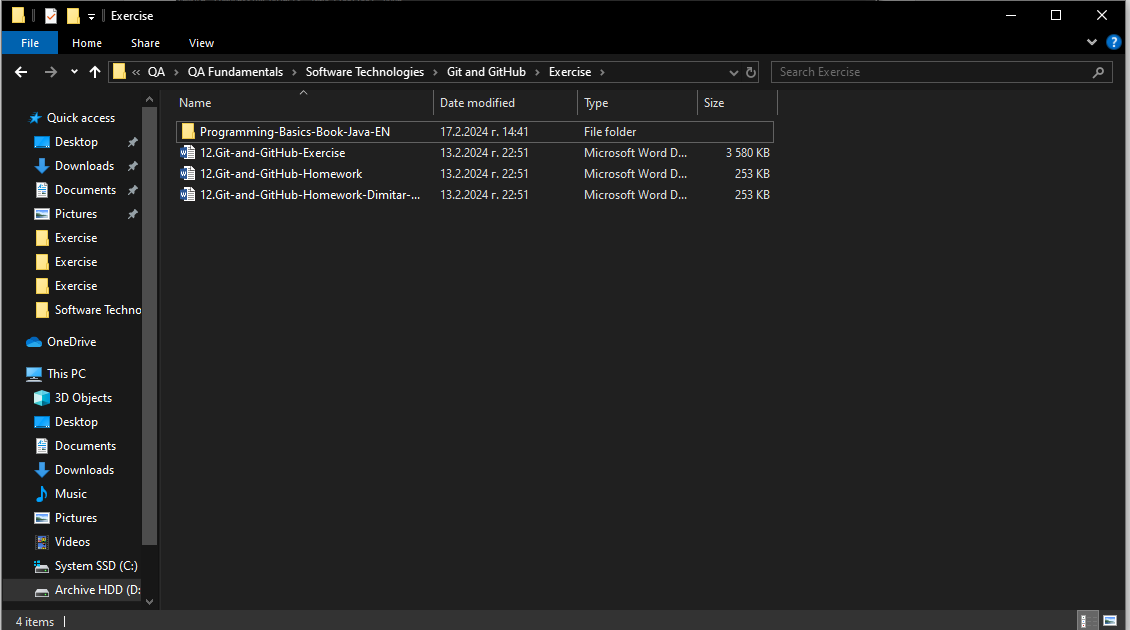 Exercise
File Home Share View
« QA > QA Fundamentals > Software Technologies > Git and GitHub > Exercise > Search Exercise
Name Date modified Type Size
Programming-Basics-Book-Java-EN 17.2.2024 г. 14:41 File folder
12.Git-and-GitHub-Exercise 13.2.2024 г. 22:51 Microsoft Word D... 3 580 KB
12.Git-and-GitHub-Homework 13.2.2024 г. 22:51 Microsoft Word D... 253 KB
12.Git-and-GitHub-Homework-Dimitar-... 13.2.2024 г. 22:51 Microsoft Word D... 253 KB
Quick access
Desktop
Downloads
Documents
Pictures
Exercise
Exercise
Exercise
Software Techno
OneDrive
This PC
3D Objects
Desktop
Documents
Downloads
Music
Pictures
Videos
System SSD (C:)
Archive HDD (D:
4 items